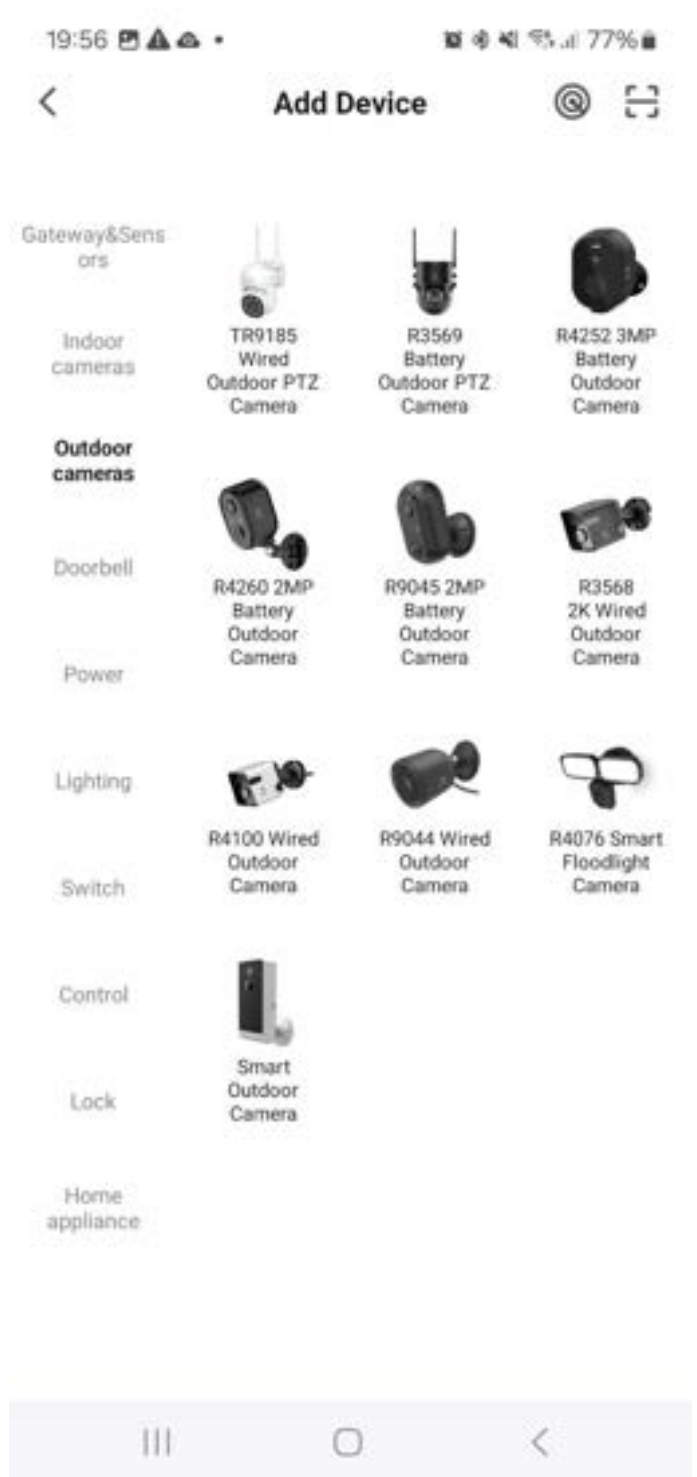 19:56
77%
Add Device
Gateway&Sens
ors
Indoor
cameras
Outdoor
cameras
Doorbell
Power
Lighting
Switch
Control
Lock
Home
appliance
TR9185
Wired
Outdoor PTZ
Camera
R3569
Battery
Outdoor PTZ
Camera
R4252 3MP
Battery
Outdoor
Camera
R4260 2MP
Battery
Outdoor
Camera
R9045 2MP
Battery
Outdoor
Camera
R3568
2K Wired
Outdoor
Camera
R4100 Wired
Outdoor
Camera
R9044 Wired
Outdoor
Camera
R4076 Smart
Floodlight
Camera
Smart
Outdoor
Camera